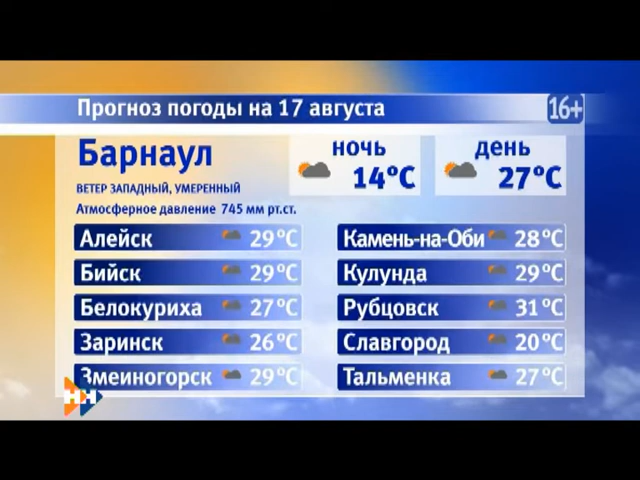 Прогноз погоды на 17 августа
16+
Барнаул
ночь
14°C
день
27°C
ВЕТЕР ЗАПАДНЫЙ, УМЕРЕННЫЙ
Атмосферное давление 745 мм рт.ст.
Алейск 29°C
Бийск 29°C
Белокуриха 27°C
Заринск 26°C
Змеиногорск 29°C
Камень-на-Оби 28°C
Кулунда 29°C
Рубцовск 31°C
Славгород 20°C
Тальменка 27°C
НН